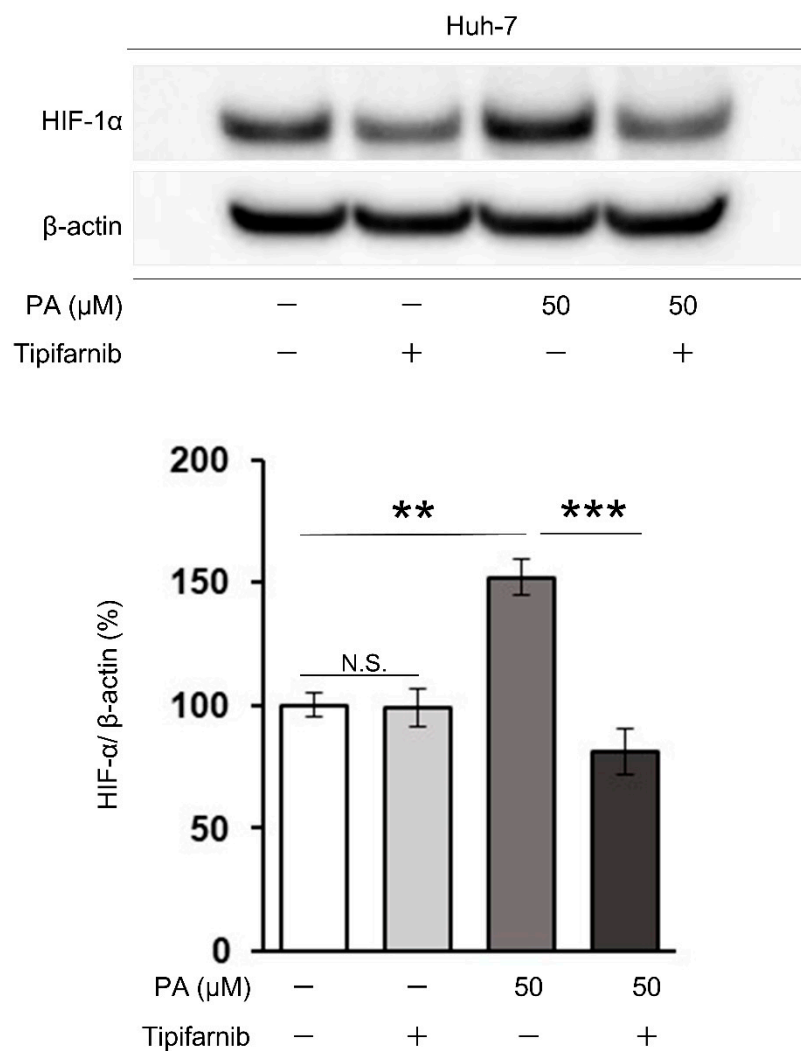 Huh-7
HIF-1α
β-actin
PA (μM) — — 50 50
Tipifarnib — + — +
200
** ***
150
N.S.
100
50
0
HIF-α/ β-actin (%)
PA (μM) — — 50 50
Tipifarnib — + — +